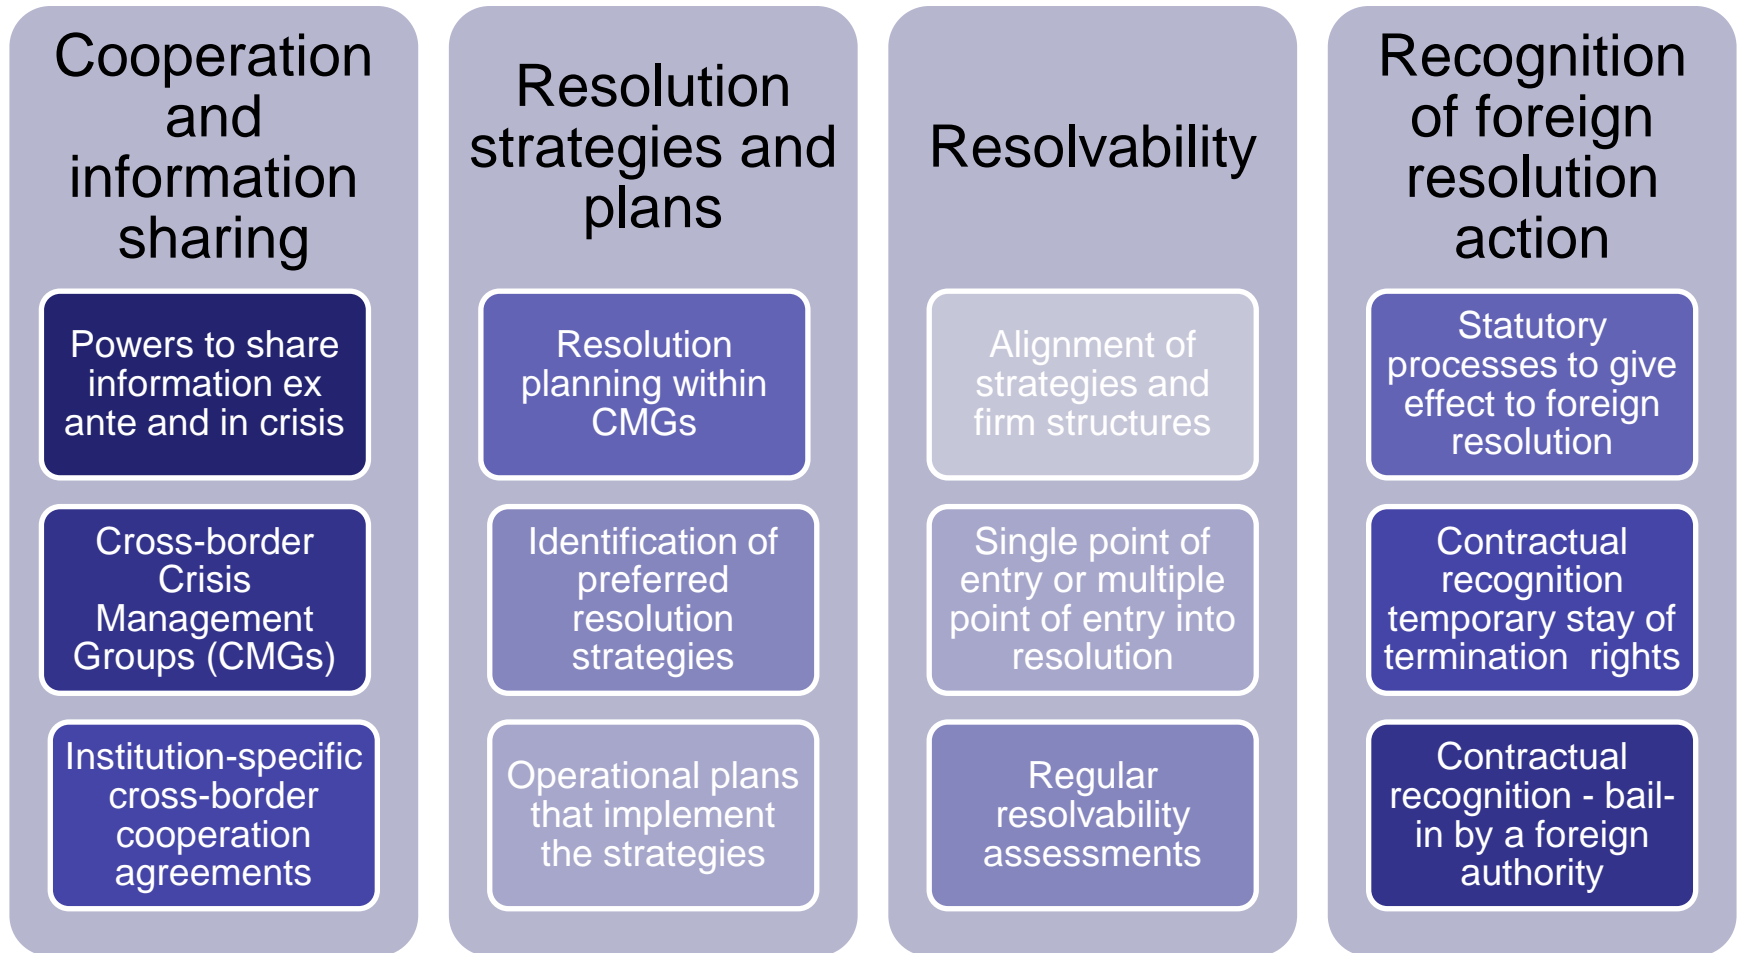 Cooperation
and
information
sharing
Powers to share
information ex
ante and in crisis
Cross-border
Crisis
Management
Groups (CMGs)
Institution-specific
cross-border
cooperation
agreements
Resolution
strategies and
plans
Resolution
planning within
CMGs
Identification of
preferred
resolution
strategies
Operational plans
that implement
the strategies
Resolvability
Alignment of
strategies and
firm structures
Single point of
entry or multiple
point of entry into
resolution
Regular
resolvability
assessments
Recognition
of foreign
resolution
action
Statutory
processes to give
effect to foreign
resolution
Contractual
recognition
temporary stay of
termination  rights
Contractual
recognition - bail-
in by a foreign
authority